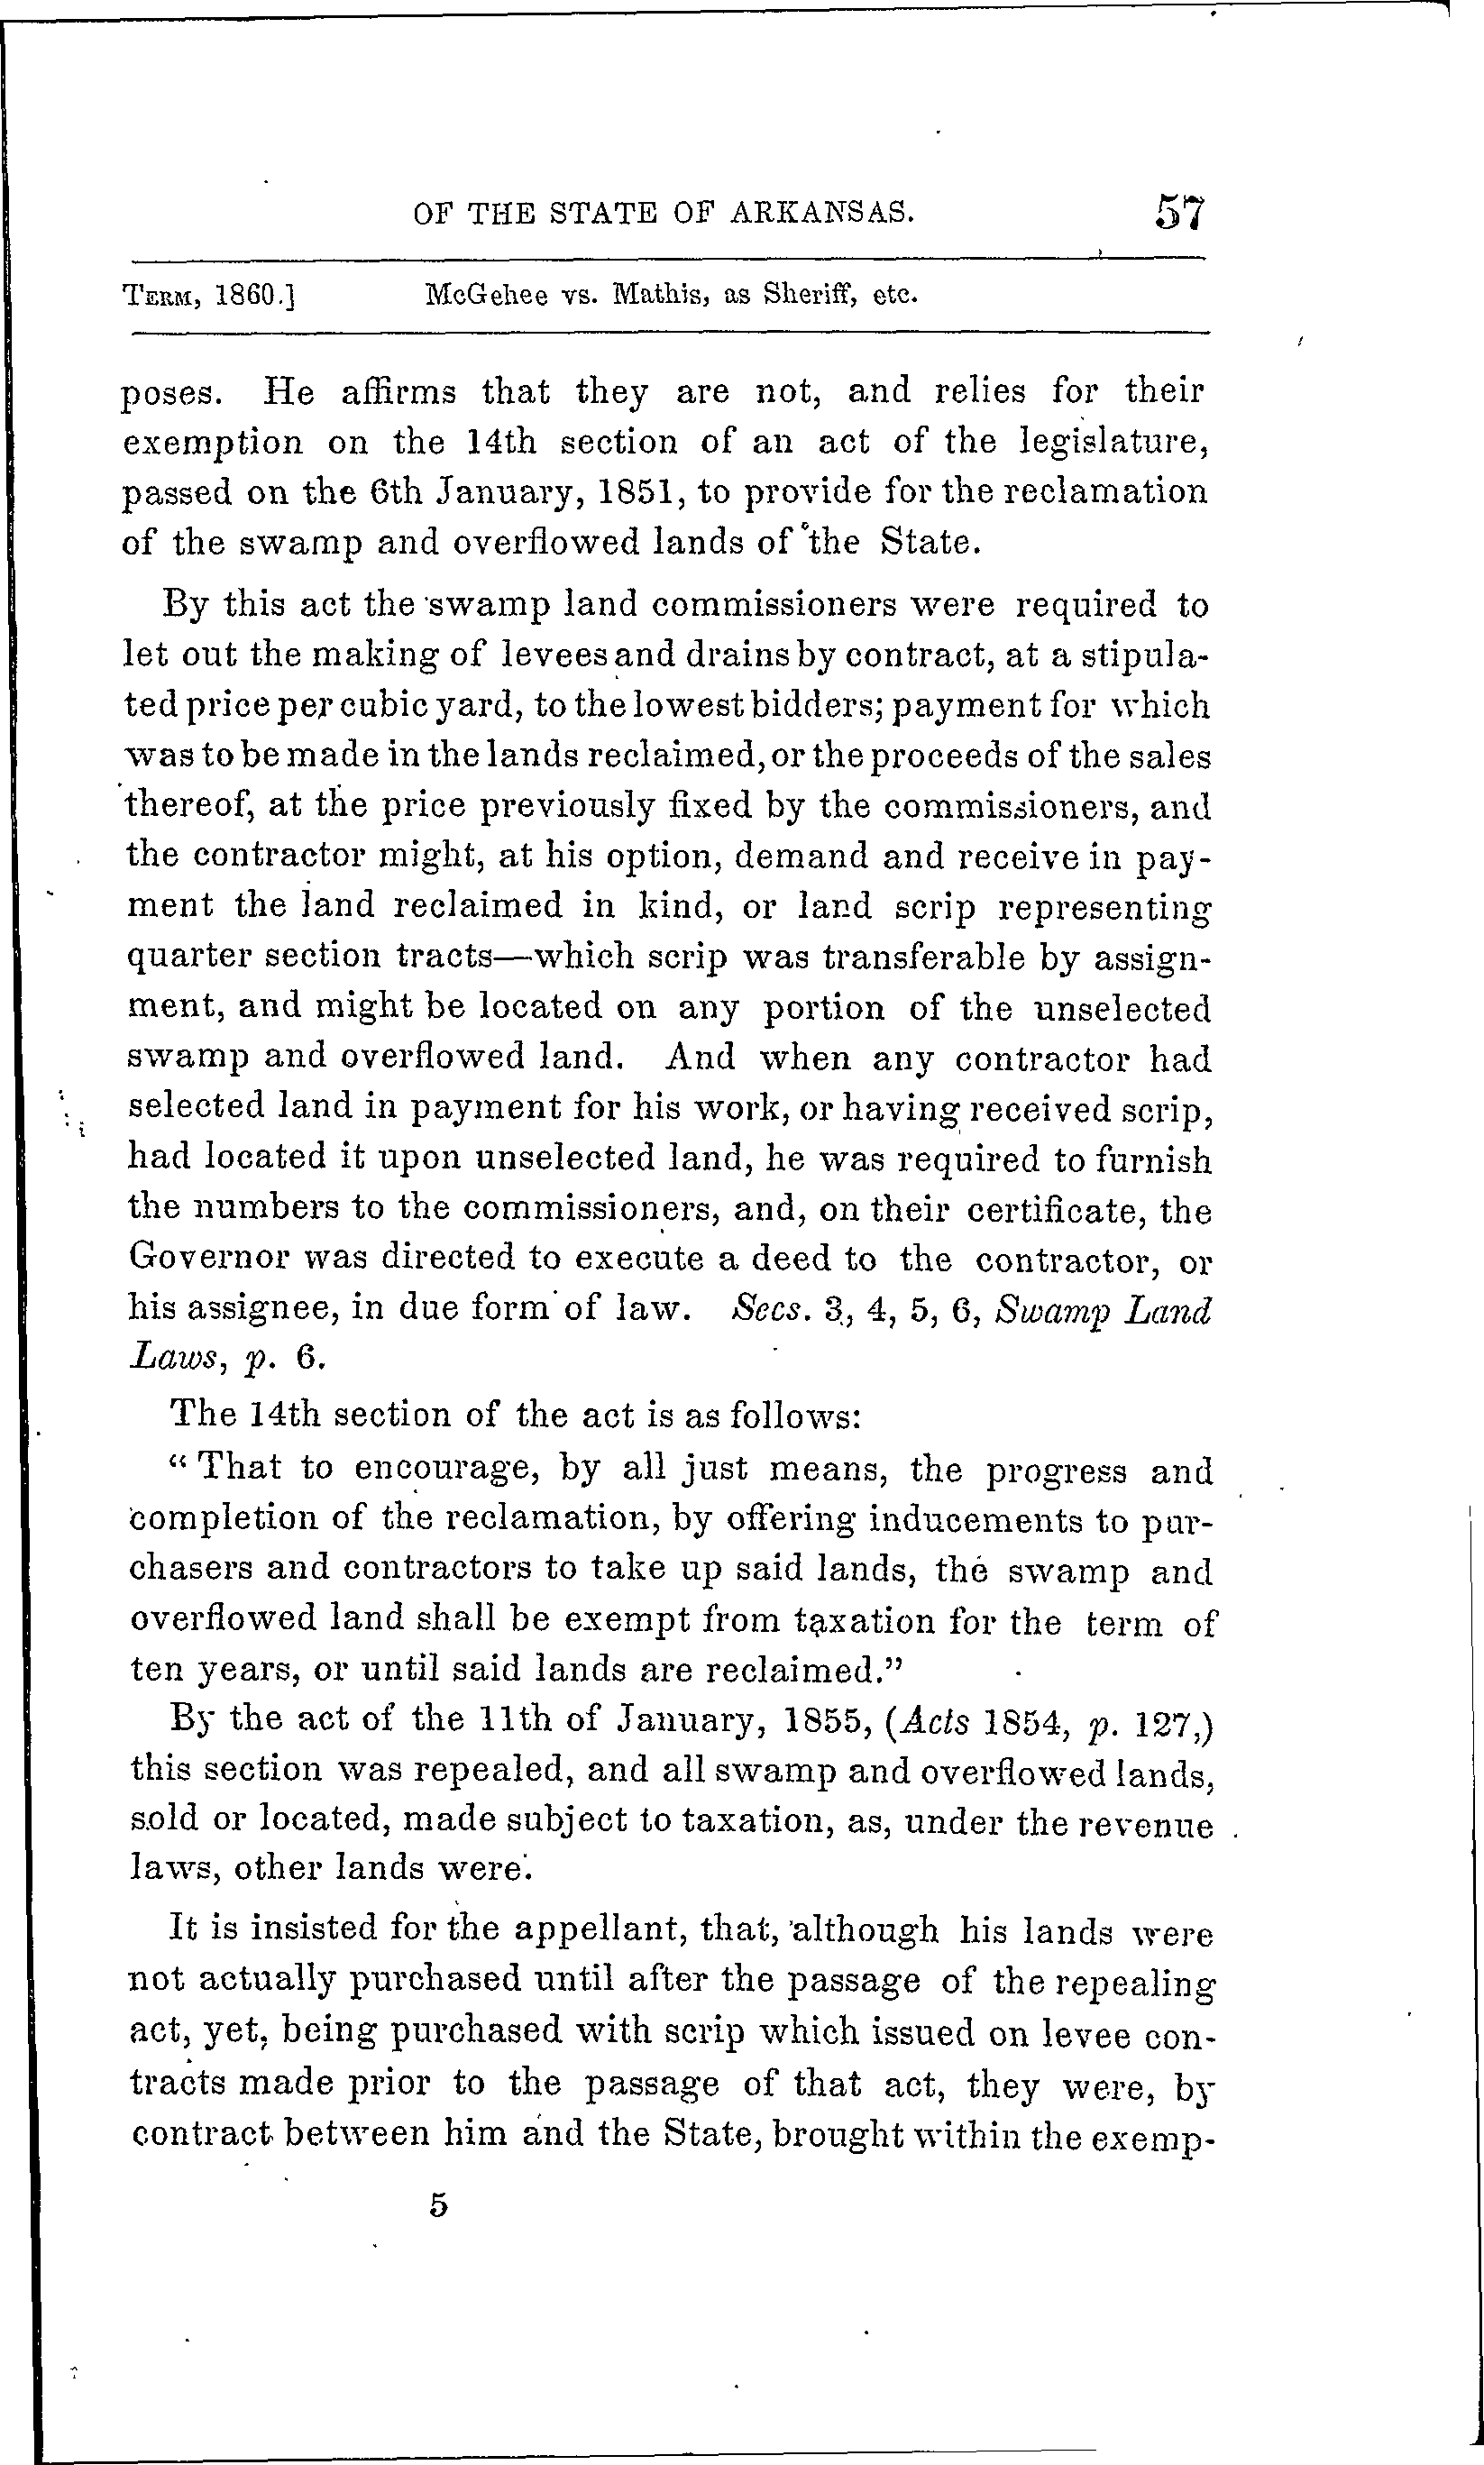 OF THE STATE OF ARKANSAS. 57
TERM, 1860.] McGehee vs. Mathis, as Sheriff, etc.
poses. He affirms that they are not, and relies for their
exemption on the 14th section of an act of the legislature,
passed on the 6th January, 1851, to provide for the reclamation
of the swamp and overflowed lands of the State.
By this act the swamp land commissioners were required to
let out the making of levees and drains by contract, at a stipula-
ted price per cubic yard, to the lowest bidders; payment for which
was to be made in the lands reclaimed, or the proceeds of the sales
thereof, at the price previously fixed by the commissioners, and
the contractor might, at his option, demand and receive in pay-
ment the land reclaimed in kind, or land scrip representing
quarter section tracts—which scrip was transferable by assign-
ment, and might be located on any portion of the unselected
swamp and overflowed land. And when any contractor had
selected land in payment for his work, or having received scrip,
had located it upon unselected land, he was required to furnish
the numbers to the commissioners, and, on their certificate, the
Governor was directed to execute a deed to the contractor, or
his assignee, in due form of law. Secs. 3, 4, 5, 6, Swamp Land
Laws, p. 6.
The 14th section of the act is as follows:
"That to encourage, by all just means, the progress and
completion of the reclamation, by offering inducements to pur-
chasers and contractors to take up said lands, the swamp and
overflowed land shall be exempt from taxation for the term of
ten years, or until said lands are reclaimed."
By the act of the 11th of January, 1855, (Acts 1854, p. 127,)
this section was repealed, and all swamp and overflowed lands,
sold or located, made subject to taxation, as, under the revenue
laws, other lands were.
It is insisted for the appellant, that, although his lands were
not actually purchased until after the passage of the repealing
act, yet, being purchased with scrip which issued on levee con-
tracts made prior to the passage of that act, they were, by
contract between him and the State, brought within the exemp-
5